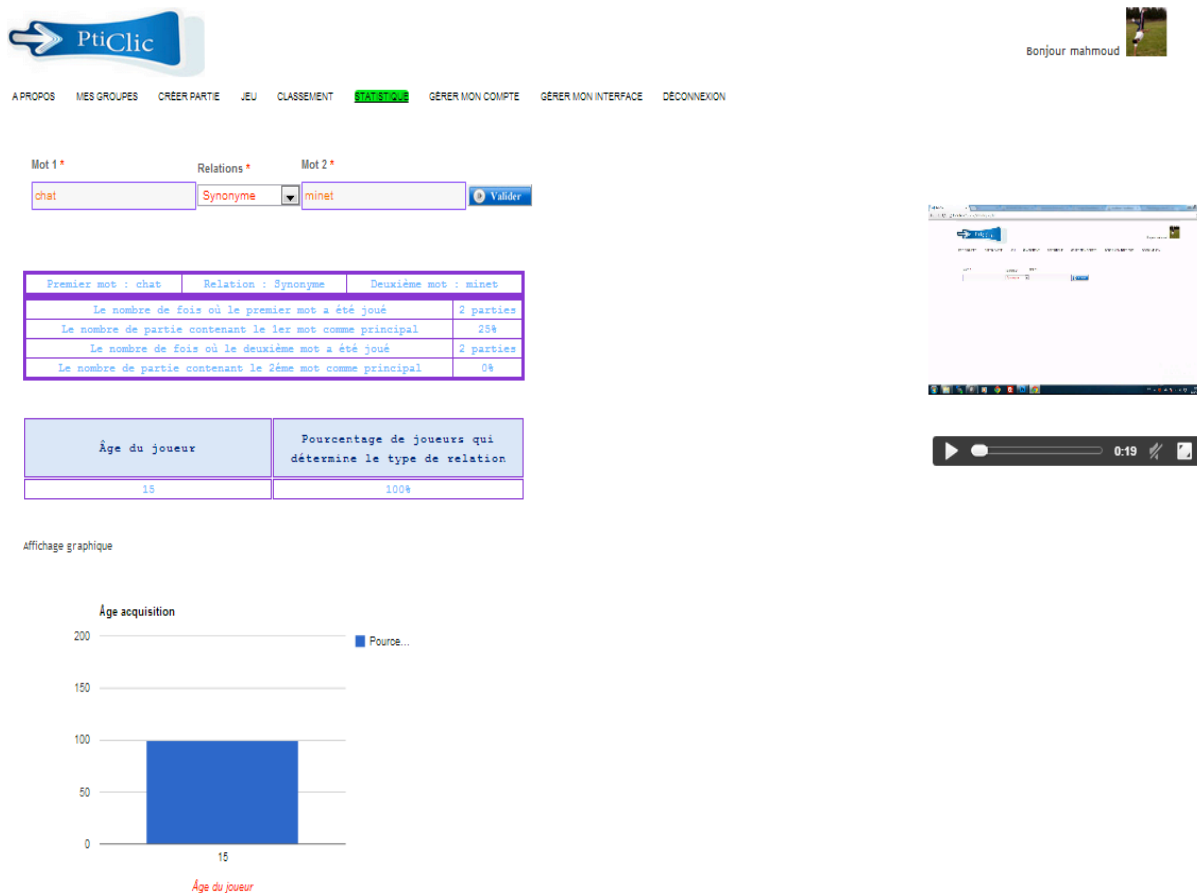 PtiClic
Bonjour mahmoud
A PROPOS MES GROUPES CRÉER PARTIE JEU CLASSEMENT STATISTIQUE GÉRER MON COMPTE GÉRER MON INTERFACE DÉCONNEXION
Mot 1 * Relations * Mot 2 *
chat Synonyme minet Valider
Premier mot : chat Relation : Synonyme Deuxième mot : minet
Le nombre de fois où le premier mot a été joué 2 parties
Le nombre de partie contenant le 1er mot comme principal 25%
Le nombre de fois où le deuxième mot a été joué 2 parties
Le nombre de partie contenant le 2éme mot comme principal 0%
Âge du joueur Pourcentage de joueurs qui
détermine le type de relation
15 100%
0:19
Affichage graphique
Âge acquisition
200
Pource...
150
100
50
0
15
Âge du joueur